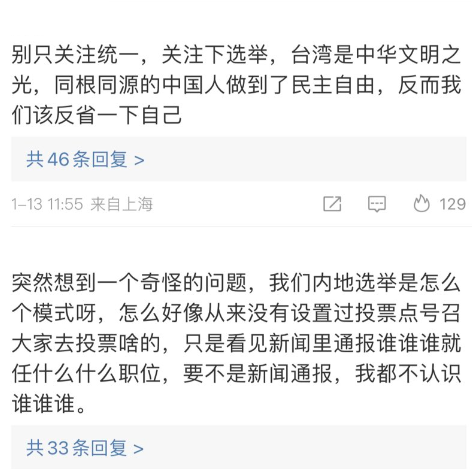 别只关注统一，关注下选举，台湾是中华文明之
光，同根同源的中国人做到了民主自由，反而我
们该反省一下自己
共46条回复 >
1-13 11:55 来自上海 129
突然想到一个奇怪的问题，我们内地选举是怎么
个模式呀，怎么好像从来没有设置过投票点号召
大家去投票啥的，只是看见新闻里通报谁谁谁就
任什么什么职位，要不是新闻通报，我都不认识
谁谁谁。
共33条回复 >